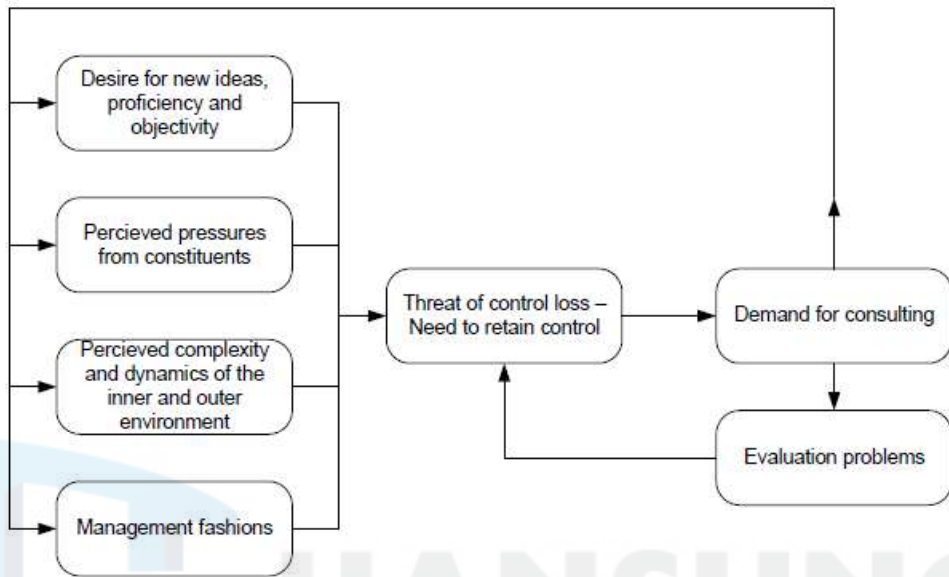 Desire for new ideas,
proficiency and
objectivity
Percieved pressures
from constituents
Percieved complexity
and dynamics of the
inner and outer
environment
Management fashions
Threat of control loss –
Need to retain control
Demand for consulting
Evaluation problems